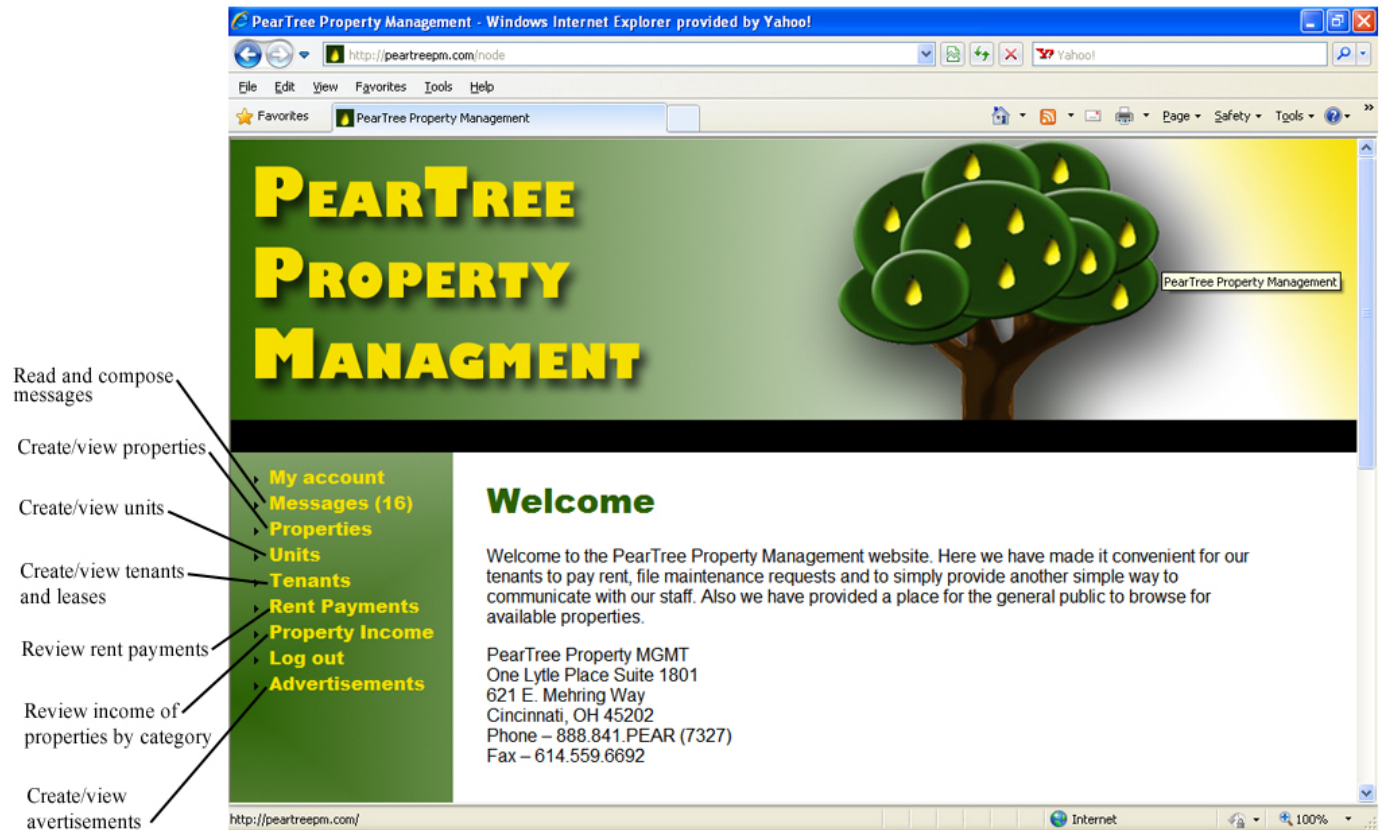 PearTree Property Management - Windows Internet Explorer provided by Yahoo!
http://peartreepm.com/node
Yahoo!
File Edit View Favorites Tools Help
Favorites PearTree Property Management
Page Safety Tools
PEARTREE
PROPERTY
MANAGMENT
PearTree Property Management
Read and compose
messages
Create/view properties
Create/view units
Create/view tenants
and leases
Review rent payments
Review income of
properties by category
Create/view
avertisements
My account
Messages (16)
Properties
Units
Tenants
Rent Payments
Property Income
Log out
Advertisements
Welcome
Welcome to the PearTree Property Management website. Here we have made it convenient for our
tenants to pay rent, file maintenance requests and to simply provide another simple way to
communicate with our staff. Also we have provided a place for the general public to browse for
available properties.
PearTree Property MGMT
One Lytle Place Suite 1801
621 E. Mehring Way
Cincinnati, OH 45202
Phone – 888.841.PEAR (7327)
Fax – 614.559.6692
http://peartreepm.com/
Internet
100%